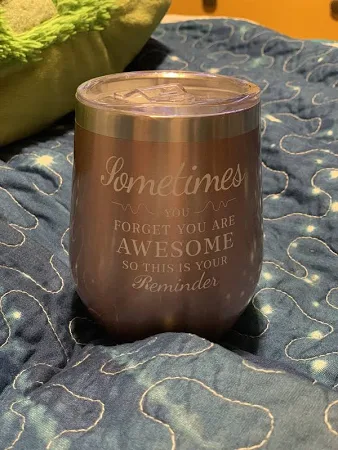 Sometimes
YOU
FORGET YOU ARE
AWESOME
SO THIS IS YOUR
Reminder